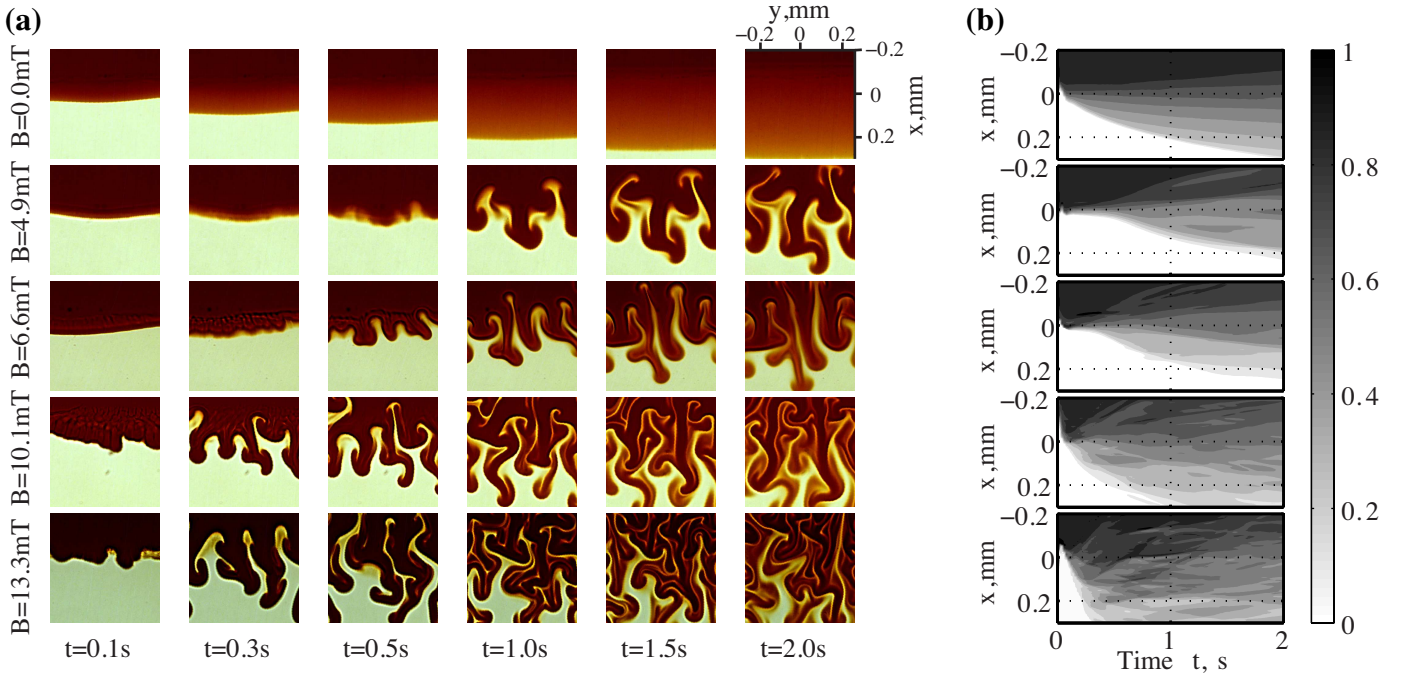 (a)
y,mm
−0.2 0 0.2
−0.2
0
0.2
x,mm
B=0.0mT
B=4.9mT
B=6.6mT
B=10.1mT
B=13.3mT
t=0.1s t=0.3s t=0.5s t=1.0s t=1.5s t=2.0s
(b)
−0.2
0
0.2
x ,mm
−0.2
0
0.2
x ,mm
−0.2
0
0.2
x ,mm
−0.2
0
0.2
x ,mm
−0.2
0
0.2
x ,mm
0 1 2
Time t, s
1
0.8
0.6
0.4
0.2
0